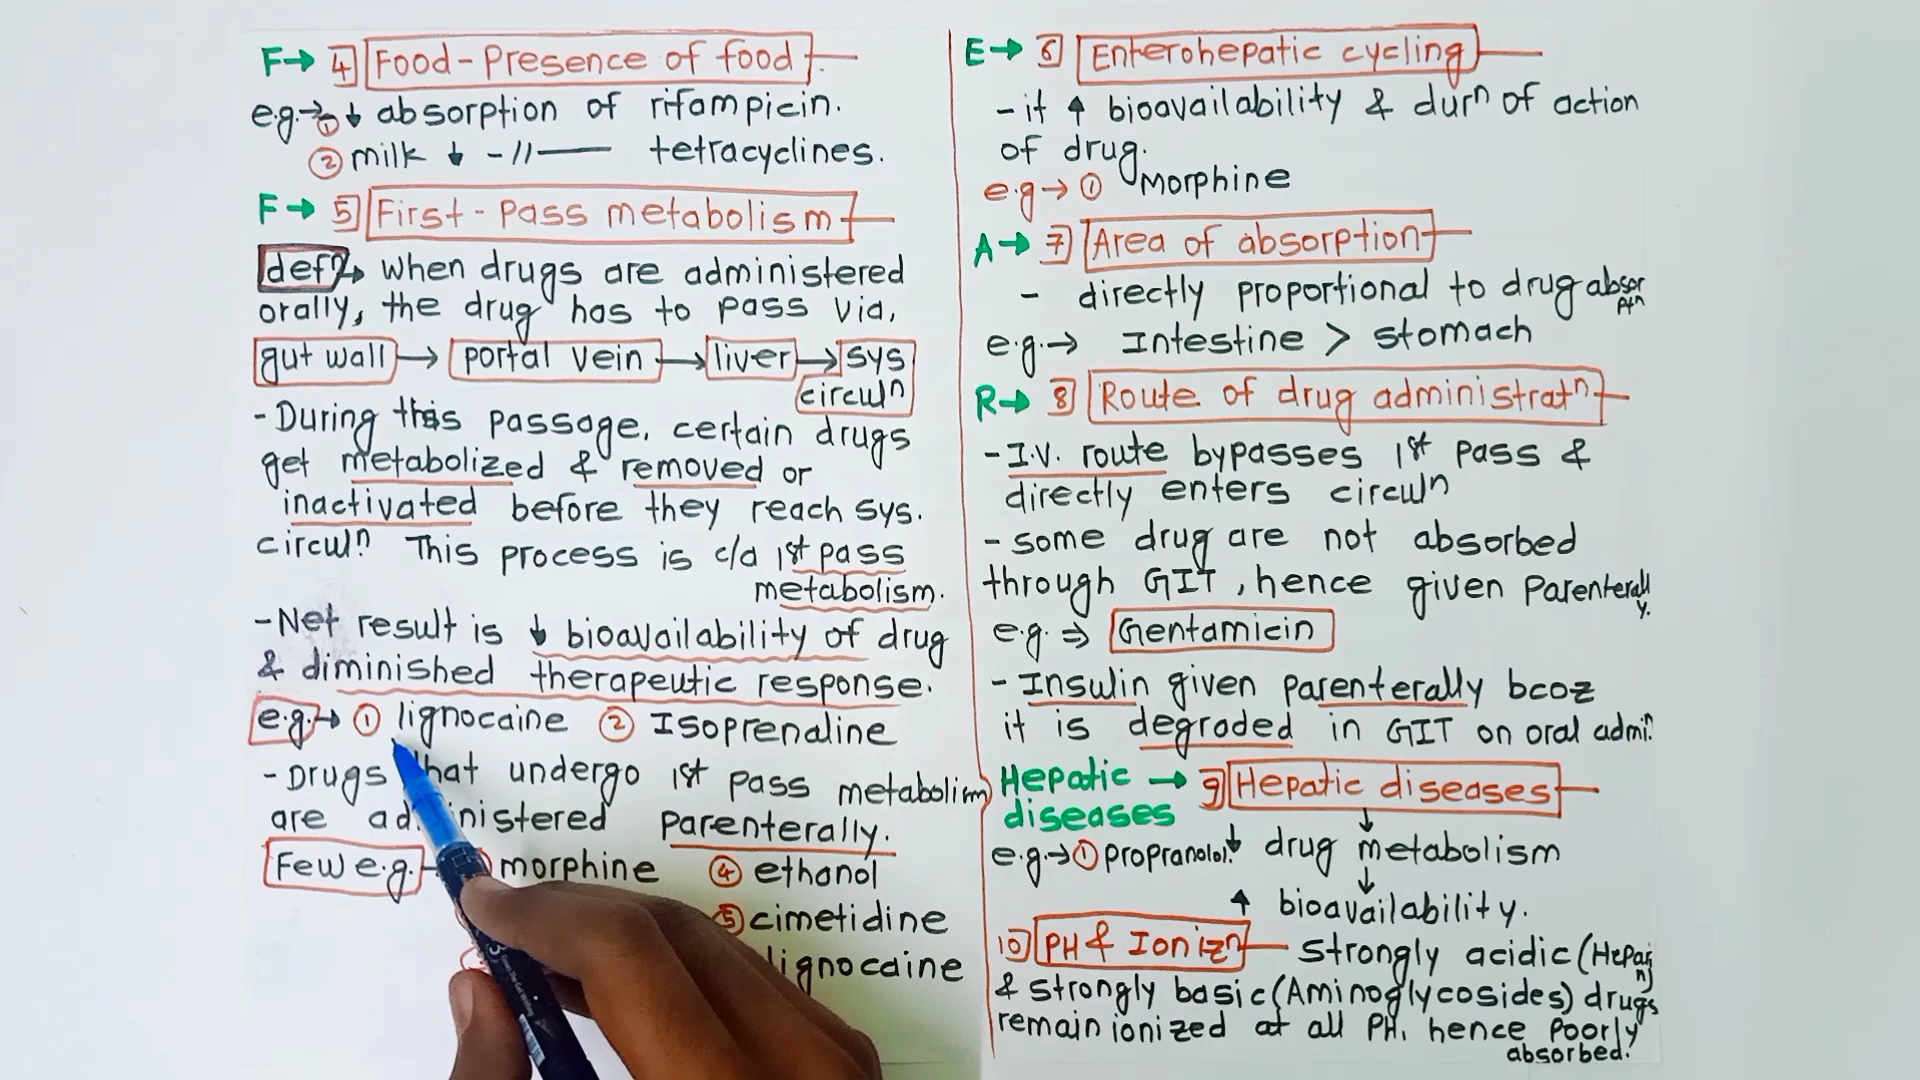 F→ 4 Food-Presence of food
e.g.→ ① ↓ absorption of rifampicin.
② milk ↓ -//— tetracyclines.
F→ 5 First-Pass metabolism
defn→ when drugs are administered
orally, the drug has to pass via,
gut wall → portal vein → liver → sys
circuln
- During this passage, certain drugs
get metabolized & removed or
inactivated before they reach sys.
circuln. This process is c/d 1st pass
metabolism.
- Net result is ↓ bioavailability of drug
& diminished therapeutic response.
e.g.→ ① lignocaine ② Isoprenaline
- Drugs that undergo 1st pass metabolism
are administered parenterally.
Few e.g. morphine ④ ethanol
⑤ cimetidine
lignocaine
E→ 6 Enterohepatic cycling
- it ↑ bioavailability & durn of action
of drug.
e.g→ ① Morphine
A→ 7 Area of absorption
- directly proportional to drug absorptn
e.g.→ Intestine > stomach
R→ 8 Route of drug administratn
- I.V. route bypasses 1st pass &
directly enters circuln
- some drug are not absorbed
through GIT, hence given parenterally.
e.g. ⇒ Gentamicin
- Insulin given parenterally bcoz
it is degraded in GIT on oral admin.
Hepatic diseases → 9 Hepatic diseases
↓
e.g→ ① propranolol. ↓ drug metabolism
↓
↑ bioavailability.
10 PH & Ionizn — strongly acidic (Heparin)
& strongly basic (Aminoglycosides) drugs
remain ionized at all PH, hence poorly
absorbed.